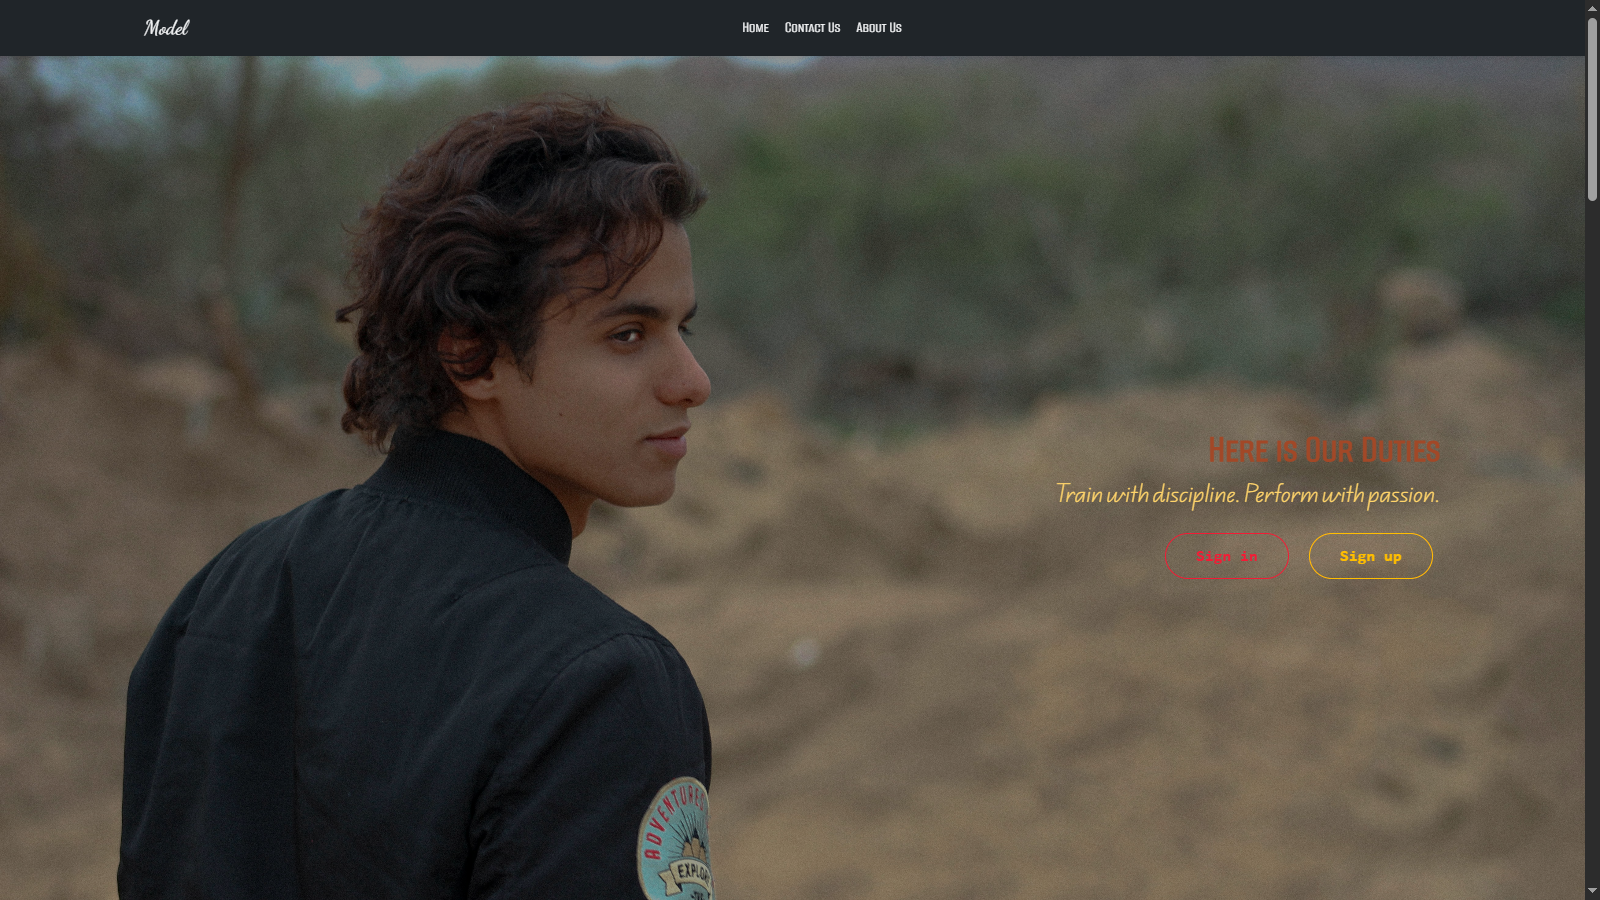 Model
Home Contact Us About Us
Here is Our Duties
Train with discipline. Perform with passion.
Sign in Sign up
ADVENTURE
EXPLO